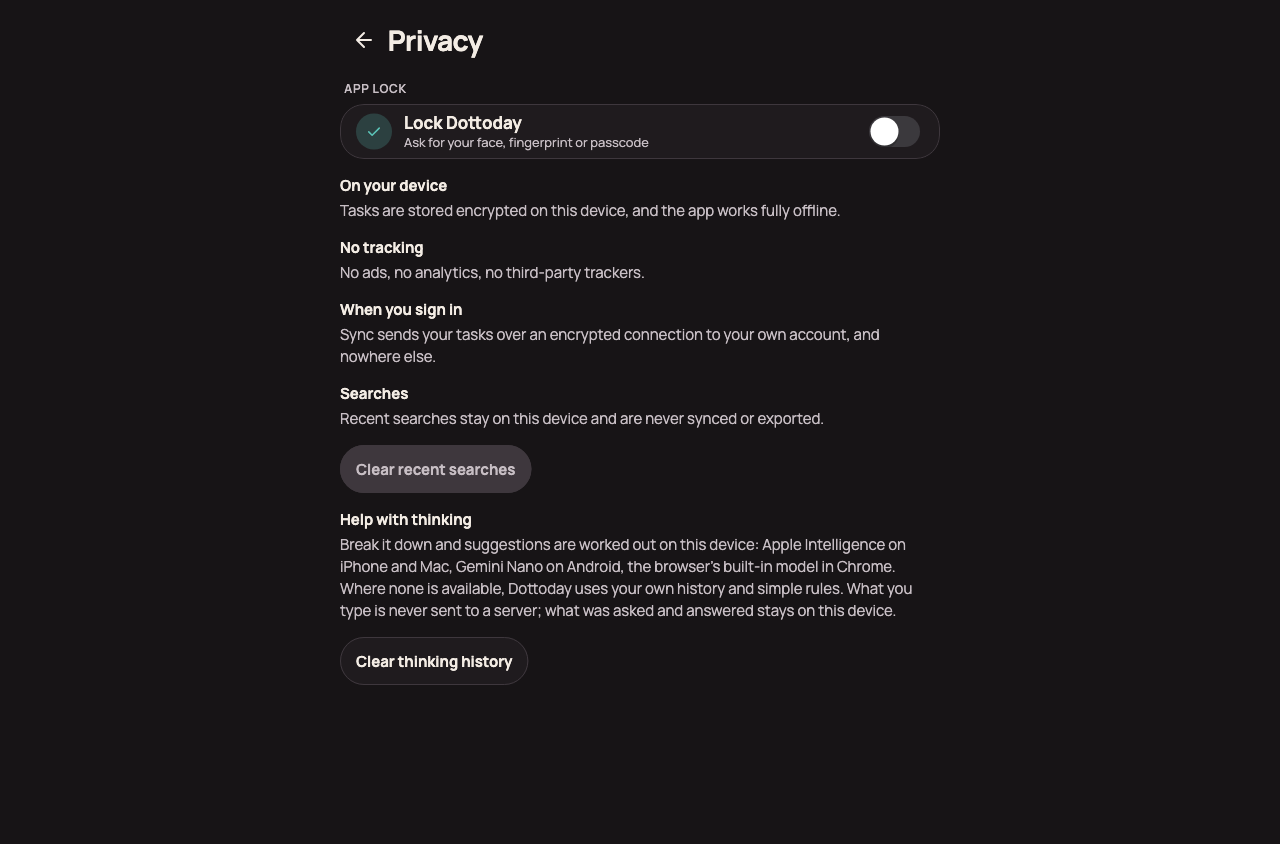 Privacy
APP LOCK
Lock Dottoday
Ask for your face, fingerprint or passcode
On your device
Tasks are stored encrypted on this device, and the app works fully offline.
No tracking
No ads, no analytics, no third-party trackers.
When you sign in
Sync sends your tasks over an encrypted connection to your own account, and
nowhere else.
Searches
Recent searches stay on this device and are never synced or exported.
Clear recent searches
Help with thinking
Break it down and suggestions are worked out on this device: Apple Intelligence on
iPhone and Mac, Gemini Nano on Android, the browser's built-in model in Chrome.
Where none is available, Dottoday uses your own history and simple rules. What you
type is never sent to a server; what was asked and answered stays on this device.
Clear thinking history